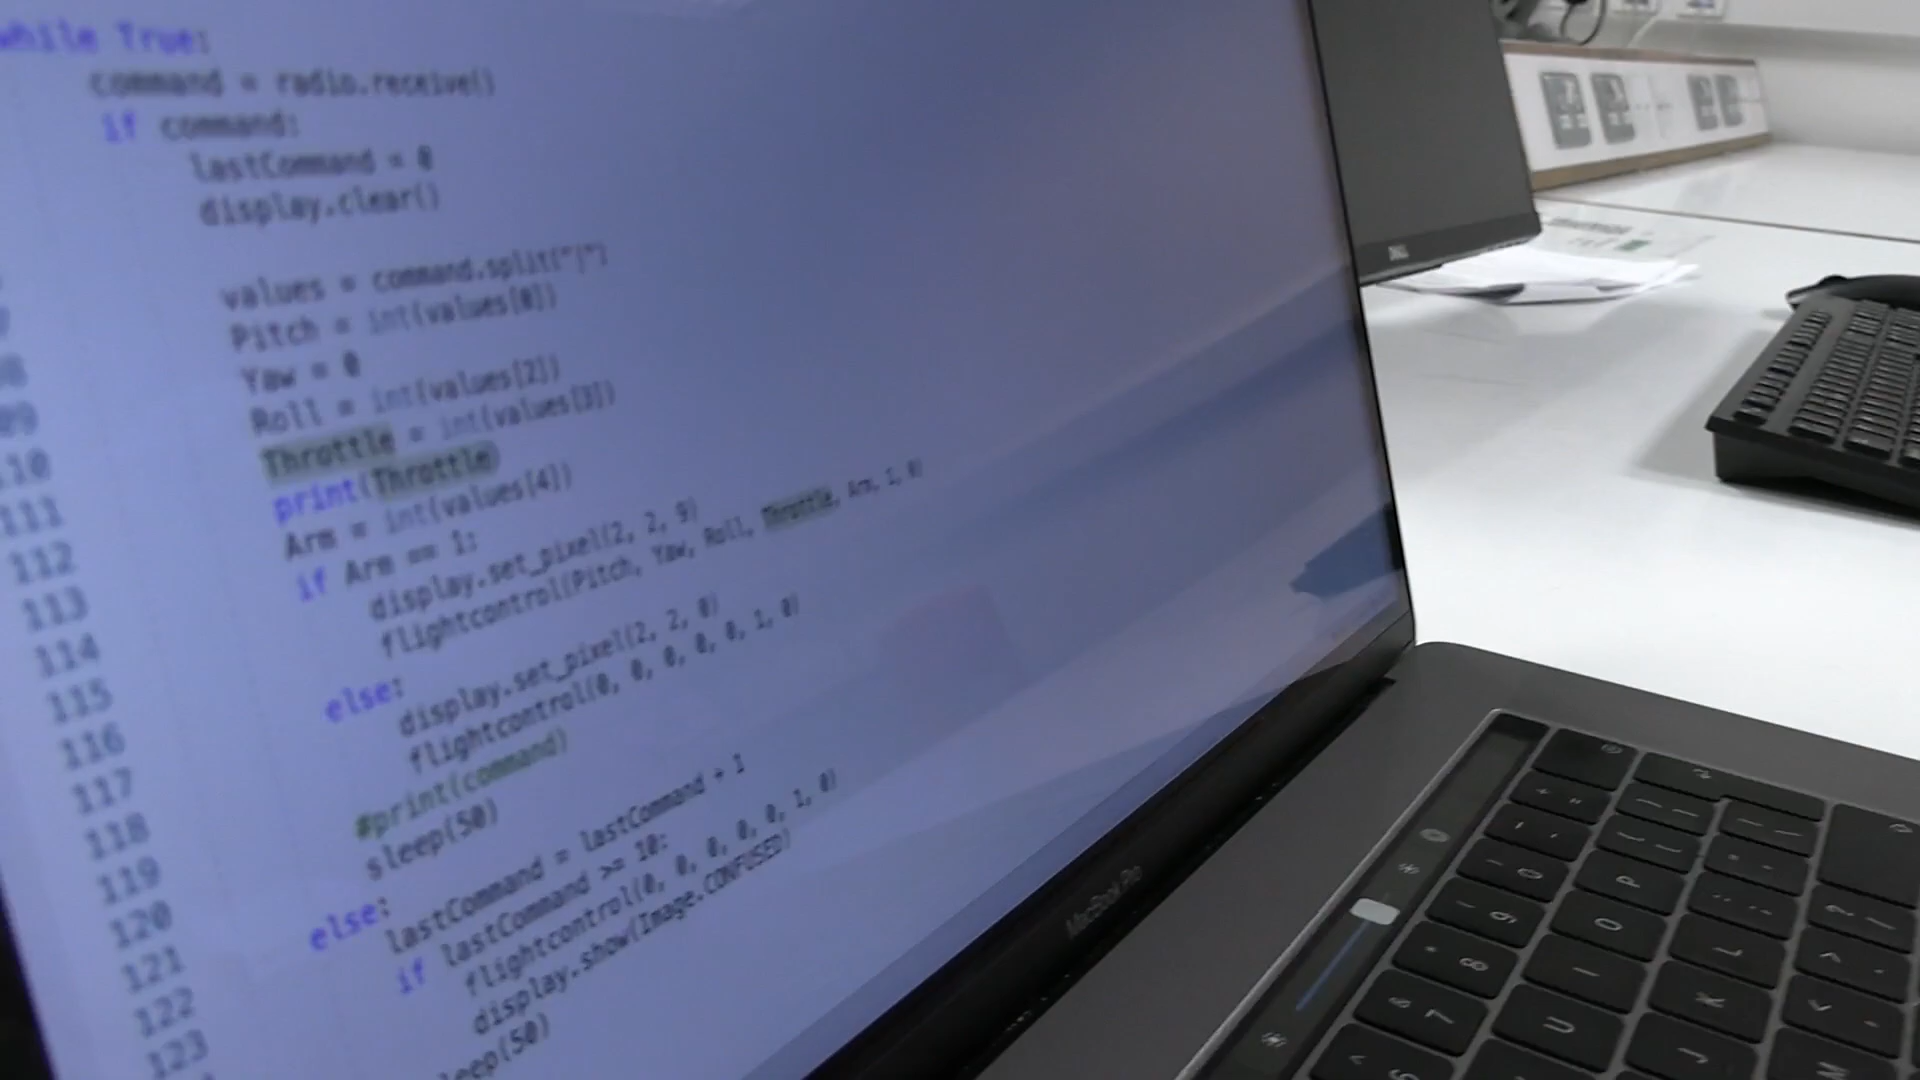 while True:
command = radio.receive()
if command:
lastCommand = 0
display.clear()
values = command.split("|")
Pitch = int(values[0])
Yaw = 0
Roll = int(values[2])
Throttle = int(values[3])
print(Throttle)
Arm = int(values[4])
if Arm == 1:
display.set_pixel(2, 2, 9)
flightcontrol(Pitch, Yaw, Roll, Throttle, Arm, 1, 0)
else:
display.set_pixel(2, 2, 0)
flightcontrol(0, 0, 0, 0, 0, 1, 0)
#print(command)
sleep(50)
else:
lastCommand = lastCommand + 1
if lastCommand >= 10:
flightcontrol(0, 0, 0, 0, 0, 1, 0)
display.show(Image.CONFUSED)
sleep(50)
110
111
112
113
114
115
116
117
118
119
120
121
122
123
MacBook Pro
DELL